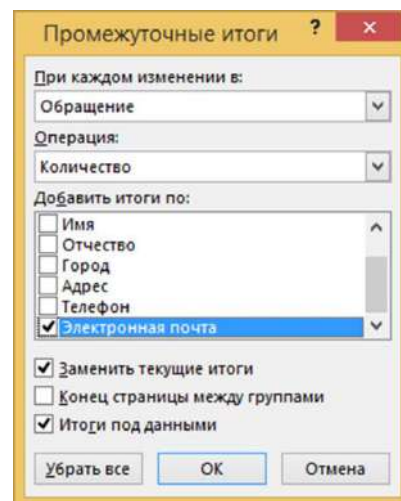 Промежуточные итоги ? ×
При каждом изменении в:
Обращение
Операция:
Количество
Добавить итоги по:
Имя
Отчество
Город
Адрес
Телефон
Электронная почта
Заменить текущие итоги
Конец страницы между группами
Итоги под данными
Убрать все ОК Отмена